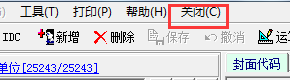 工具(T) 打印(P) 帮助(H) 关闭(C)
IDC 新增 删除 保存 撤消
单位[25243/25243] 封面代码